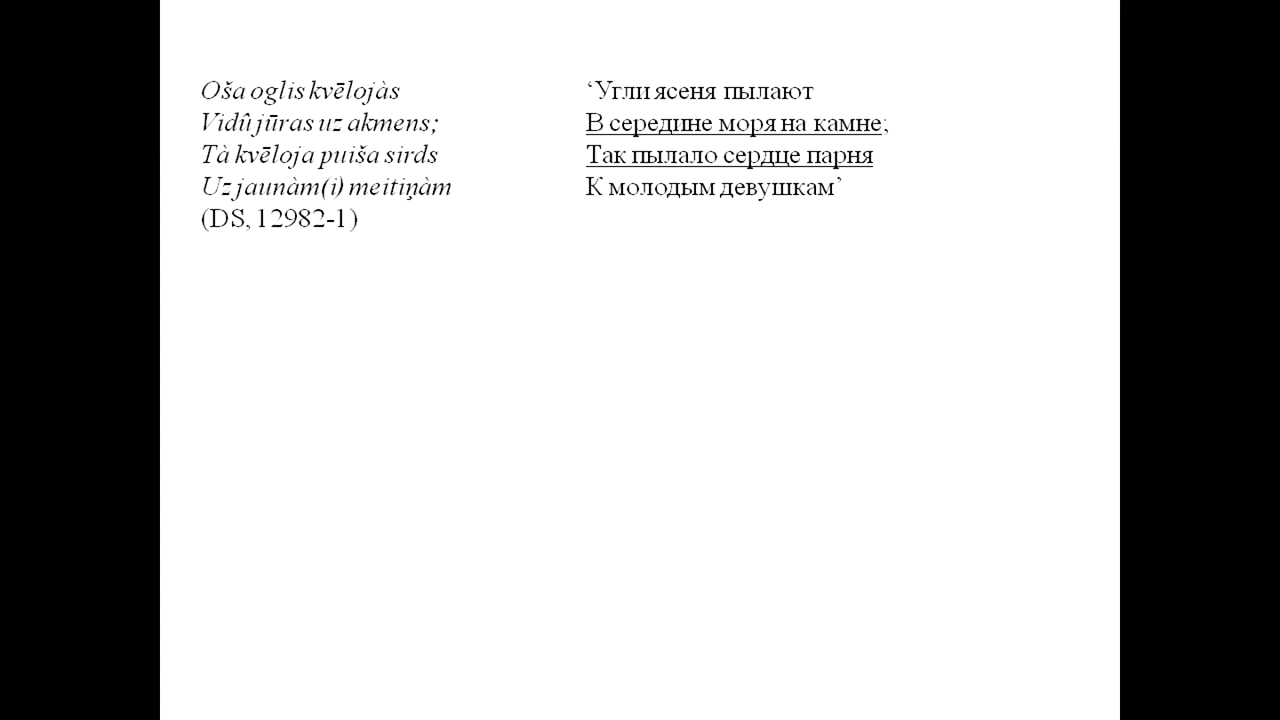 Oša oglis kvēlojàs
Vidû jūras uz akmens;
Tà kvēloja puiša sirds
Uz jaunàm(i) meitiņàm
(DS, 12982-1)
‘Угли ясеня пылают
В середине моря на камне;
Так пылало сердце парня
К молодым девушкам’